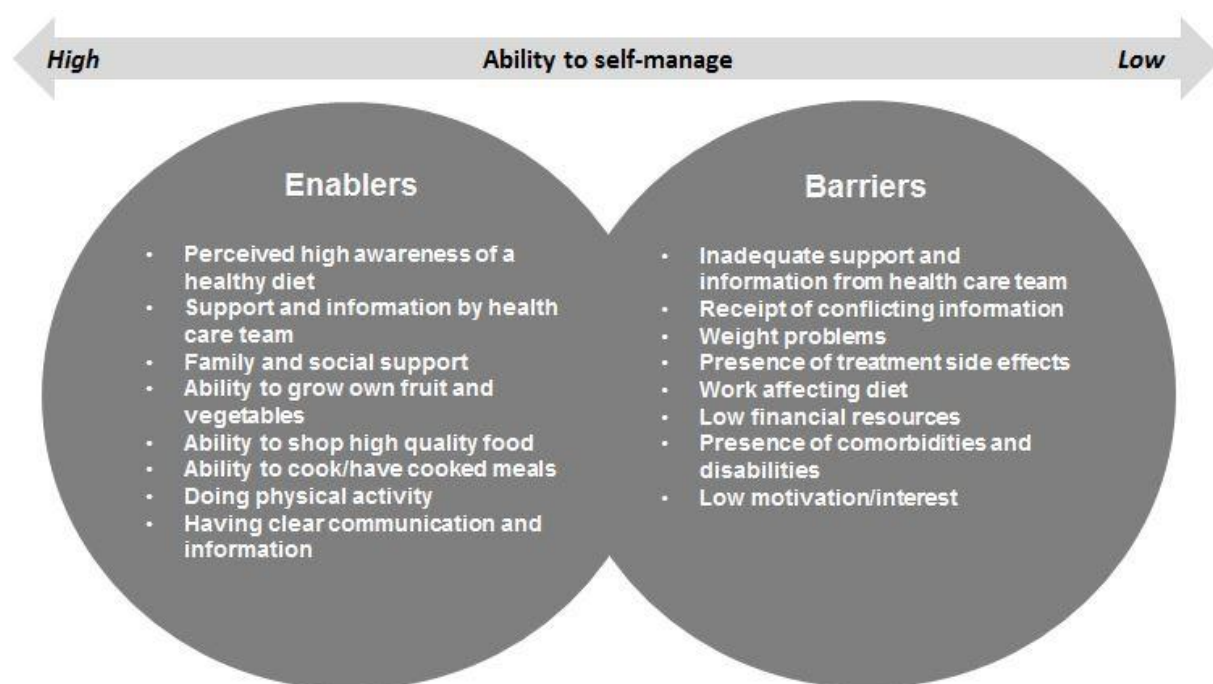 High Ability to self-manage Low
Enablers
• Perceived high awareness of a
healthy diet
• Support and information by health
care team
• Family and social support
• Ability to grow own fruit and
vegetables
• Ability to shop high quality food
• Ability to cook/have cooked meals
• Doing physical activity
• Having clear communication and
information
Barriers
• Inadequate support and
information from health care team
• Receipt of conflicting information
• Weight problems
• Presence of treatment side effects
• Work affecting diet
• Low financial resources
• Presence of comorbidities and
disabilities
• Low motivation/interest